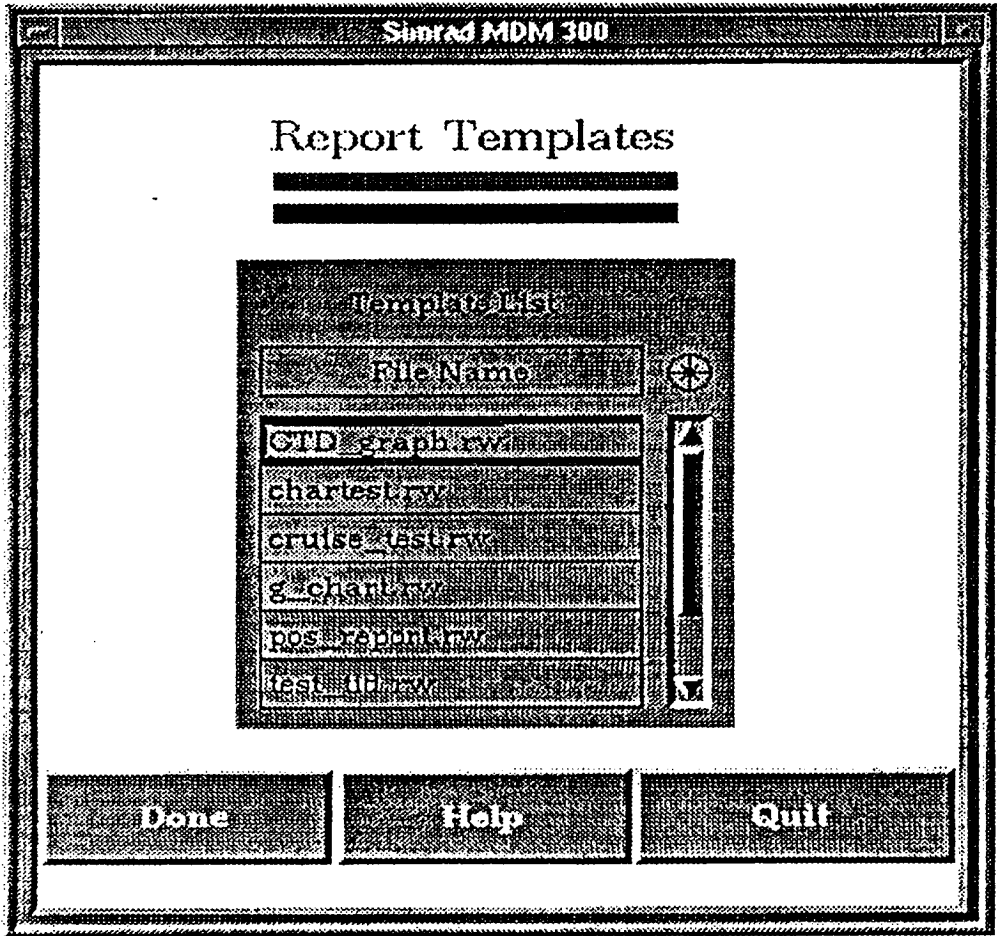 Simrad MDM 300
Report Templates
Template List
File Name
CTD_graph.rw
chartest.rw
cruise_test.rw
g_chart.rw
pos_report.rw
Done Help Quit